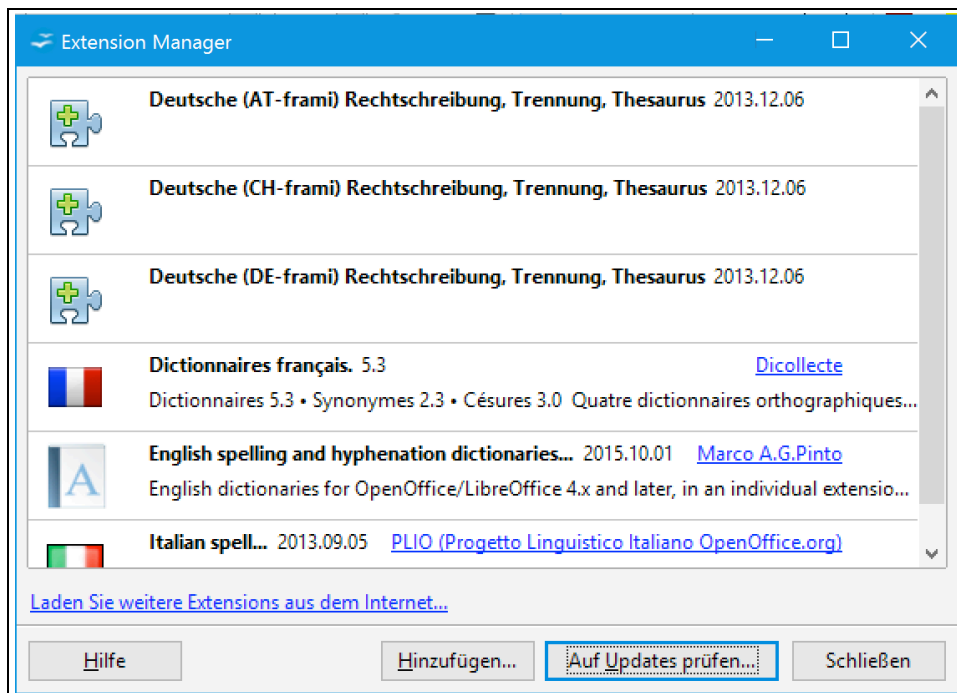 Extension Manager
Deutsche (AT-frami) Rechtschreibung, Trennung, Thesaurus 2013.12.06
Deutsche (CH-frami) Rechtschreibung, Trennung, Thesaurus 2013.12.06
Deutsche (DE-frami) Rechtschreibung, Trennung, Thesaurus 2013.12.06
Dictionnaires français. 5.3 Dicollecte
Dictionnaires 5.3 • Synonymes 2.3 • Césures 3.0 Quatre dictionnaires orthographiques...
English spelling and hyphenation dictionaries... 2015.10.01 Marco A.G.Pinto
English dictionaries for OpenOffice/LibreOffice 4.x and later, in an individual extensio...
Italian spell... 2013.09.05 PLIO (Progetto Linguistico Italiano OpenOffice.org)
Laden Sie weitere Extensions aus dem Internet...
Hilfe Hinzufügen... Auf Updates prüfen... Schließen